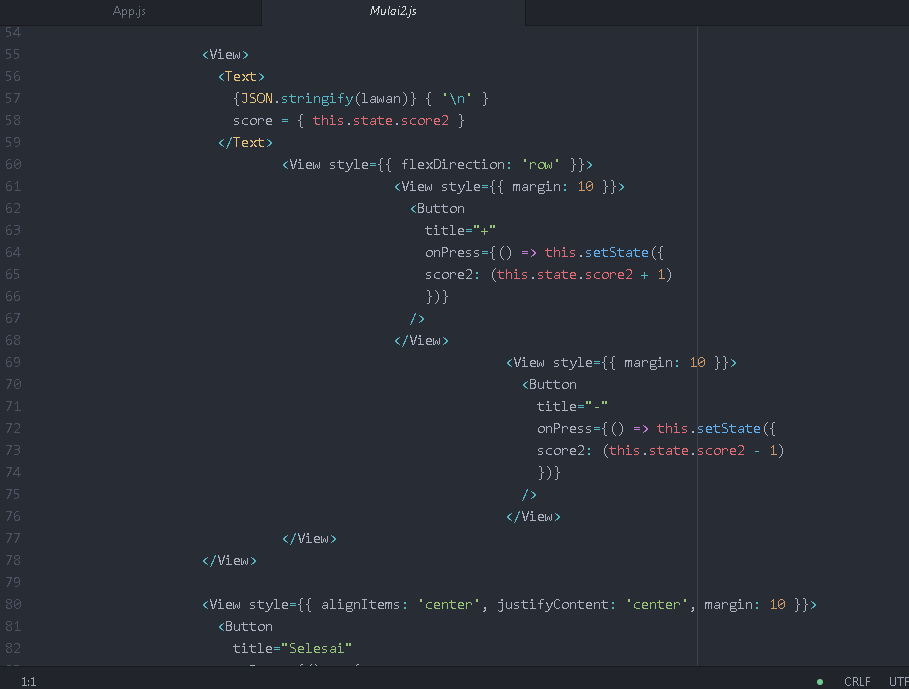 App.js
Mulai2.js
54
55 <View>
56 <Text>
57 {JSON.stringify(lawan)} { '\n' }
58 score = { this.state.score2 }
59 </Text>
60 <View style={{ flexDirection: 'row' }}>
61 <View style={{ margin: 10 }}>
62 <Button
63 title="+"
64 onPress={() => this.setState({
65 score2: (this.state.score2 + 1)
66 })}
67 />
68 </View>
69 <View style={{ margin: 10 }}>
70 <Button
71 title="-"
72 onPress={() => this.setState({
73 score2: (this.state.score2 - 1)
74 })}
75 />
76 </View>
77 </View>
78 </View>
79
80 <View style={{ alignItems: 'center', justifyContent: 'center', margin: 10 }}>
81 <Button
82 title="Selesai"
1:1
CRLF UTF